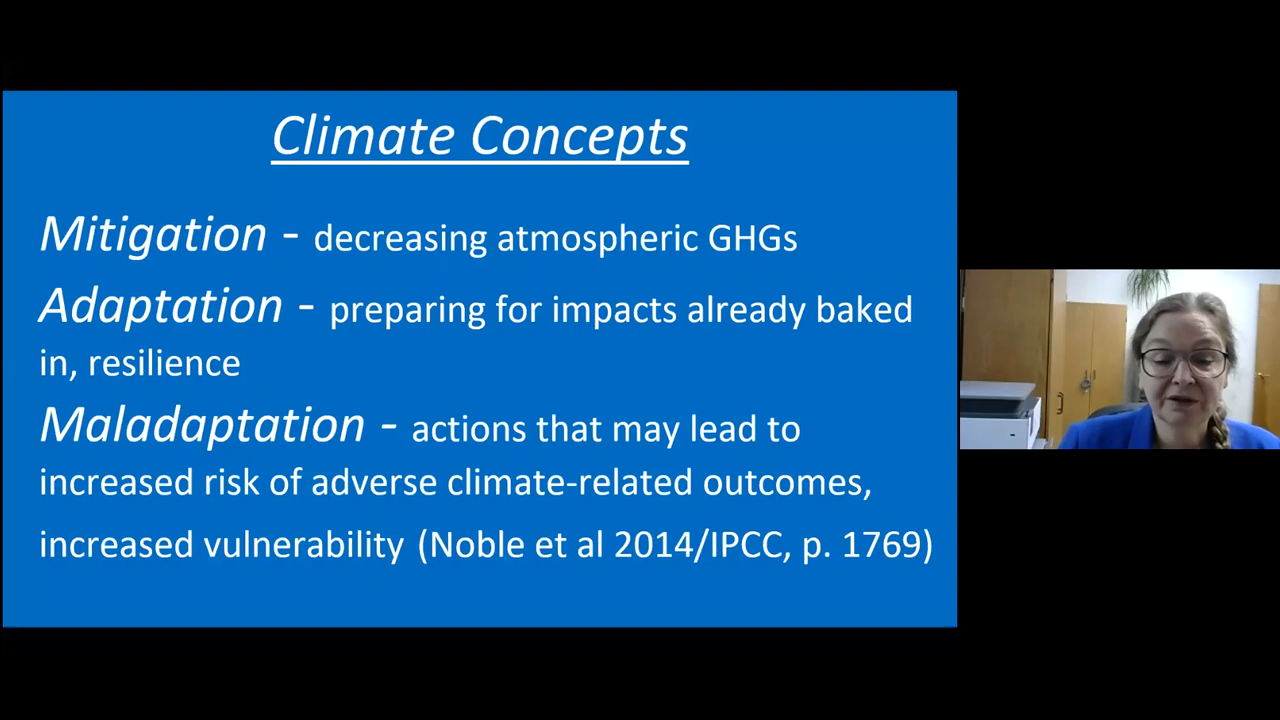 Climate Concepts
Mitigation - decreasing atmospheric GHGs
Adaptation - preparing for impacts already baked
in, resilience
Maladaptation - actions that may lead to
increased risk of adverse climate-related outcomes,
increased vulnerability (Noble et al 2014/IPCC, p. 1769)